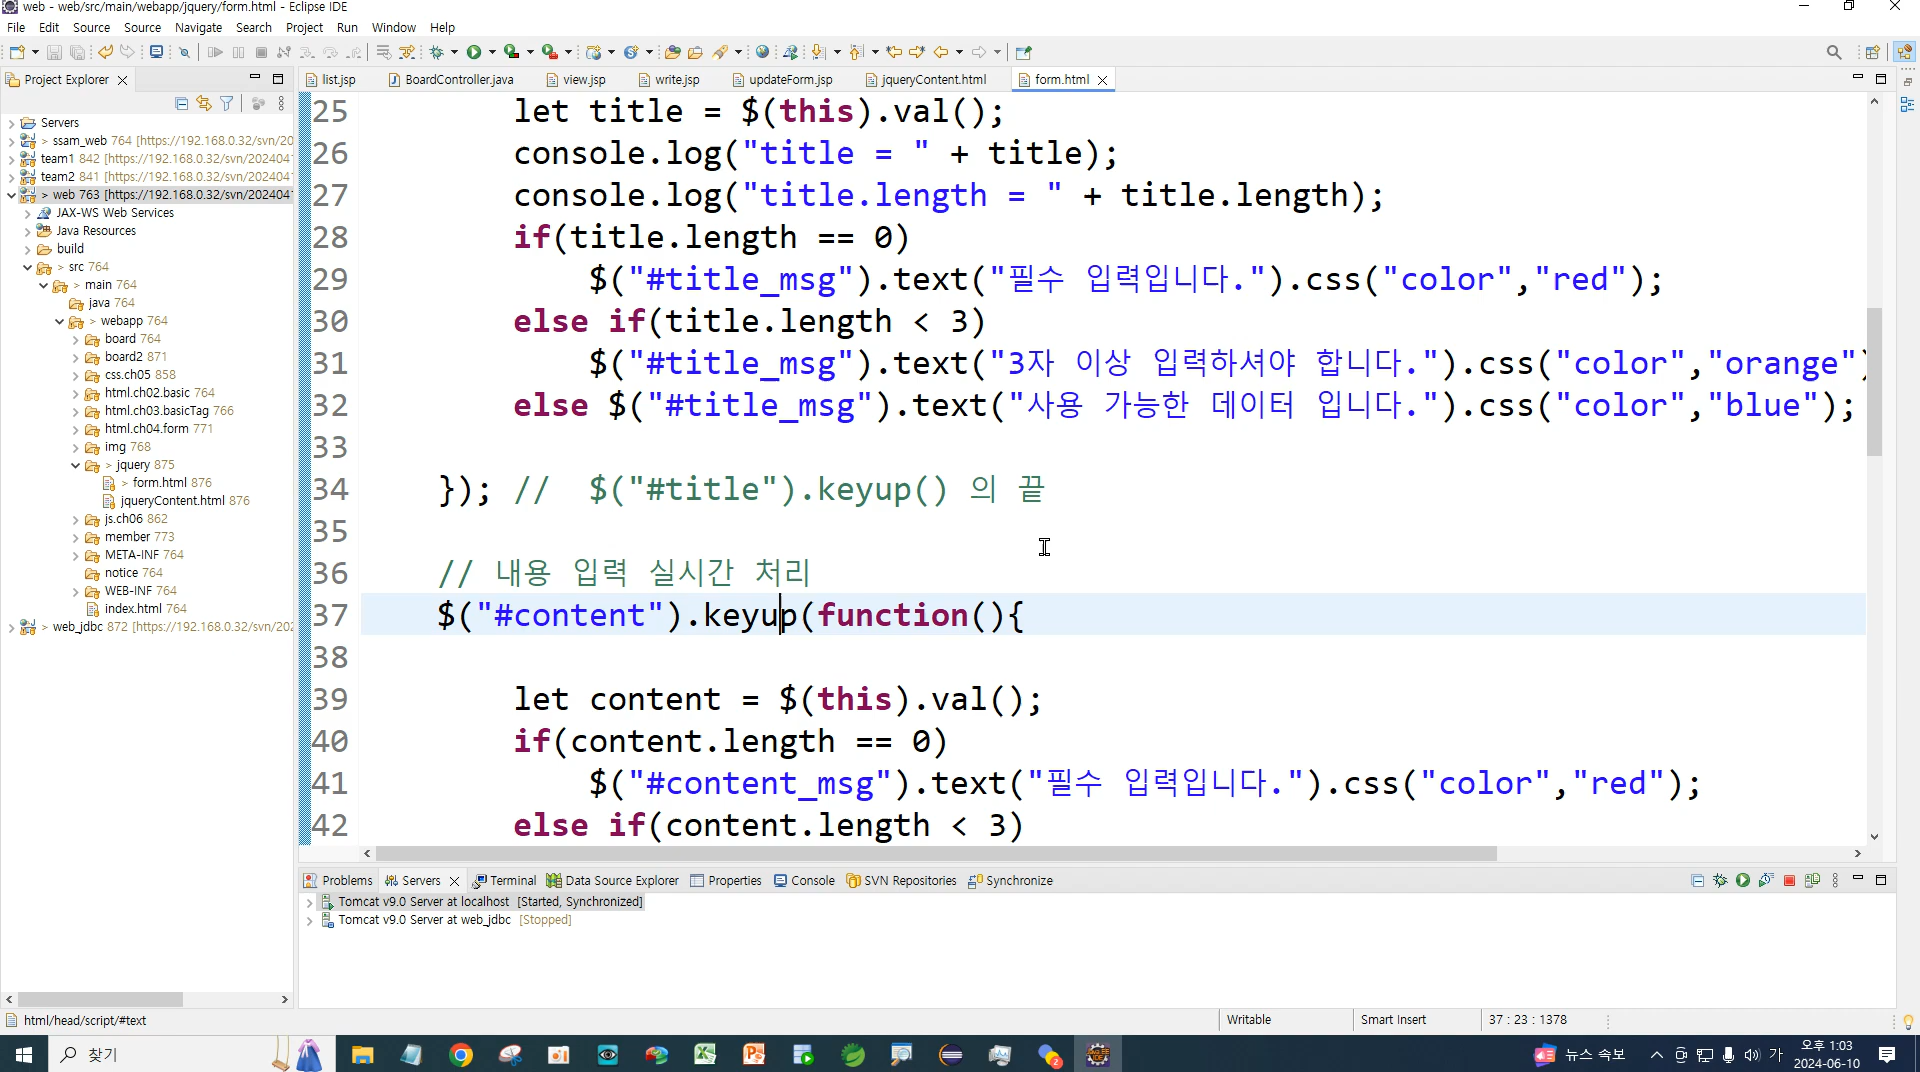 web - web/src/main/webapp/jquery/form.html - Eclipse IDE
File Edit Source Source Refactor Navigate Search Project Run Window Help
Project Explorer
list.jsp BoardController.java view.jsp write.jsp updateForm.jsp jqueryContent.html form.html
Servers
> ssam_web 764 [https://192.168.0.32/svn/20
team1 842 [https://192.168.0.32/svn/202404
team2 841 [https://192.168.0.32/svn/202404
> web 763 [https://192.168.0.32/svn/202404
JAX-WS Web Services
Java Resources
build
> src 764
> main 764
java 764
> webapp 764
board 764
board2 871
css.ch05 858
html.ch02.basic 764
html.ch03.basicTag 766
html.ch04.form 771
img 768
> jquery 875
> form.html 876
jqueryContent.html 876
js.ch06 862
member 773
META-INF 764
notice 764
WEB-INF 764
index.html 764
> web_jdbc 872 [https://192.168.0.32/svn/20
25 let title = $(this).val();
26 console.log("title = " + title);
27 console.log("title.length = " + title.length);
28 if(title.length == 0)
29 $("#title_msg").text("필수 입력입니다.").css("color","red");
30 else if(title.length < 3)
31 $("#title_msg").text("3자 이상 입력하셔야 합니다.").css("color","orange")
32 else $("#title_msg").text("사용 가능한 데이터 입니다.").css("color","blue");
33
34 }); // $("#title").keyup() 의 끝
35
36 // 내용 입력 실시간 처리
37 $("#content").keyup(function(){
38
39 let content = $(this).val();
40 if(content.length == 0)
41 $("#content_msg").text("필수 입력입니다.").css("color","red");
42 else if(content.length < 3)
Problems Servers Terminal Data Source Explorer Properties Console SVN Repositories Synchronize
Tomcat v9.0 Server at localhost [Started, Synchronized]
Tomcat v9.0 Server at web_jdbc [Stopped]
html/head/script/#text Writable Smart Insert 37 : 23 : 1378
찾기 뉴스 속보 가 오후 1:03
2024-06-10